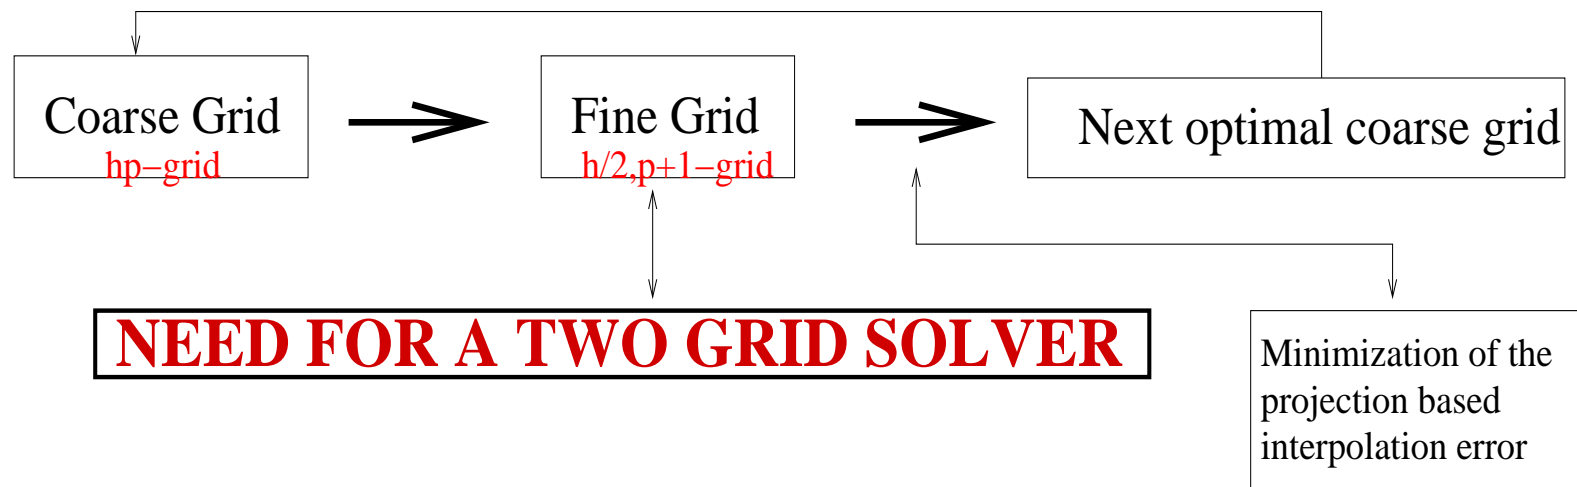 Coarse Grid
hp−grid
Fine Grid
h/2,p+1−grid
Next optimal coarse grid
NEED FOR A TWO GRID SOLVER
Minimization of the
projection based
interpolation error